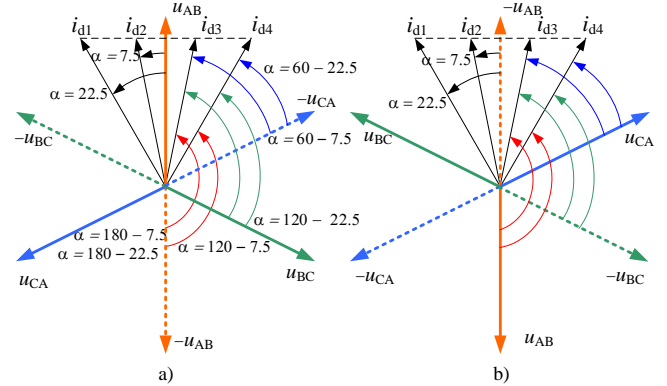 u_AB
i_d1 i_d2 i_d3 i_d4
α = 7.5
α = 22.5
α = 60 − 22.5
−u_CA
α = 60 − 7.5
−u_BC
α = 120 − 22.5
α = 180 − 7.5
α = 120 − 7.5
α = 180 − 22.5
u_CA
u_BC
−u_AB
a)
−u_AB
i_d1 i_d2 i_d3 i_d4
α = 7.5
α = 22.5
u_BC
u_CA
−u_CA
−u_BC
u_AB
b)